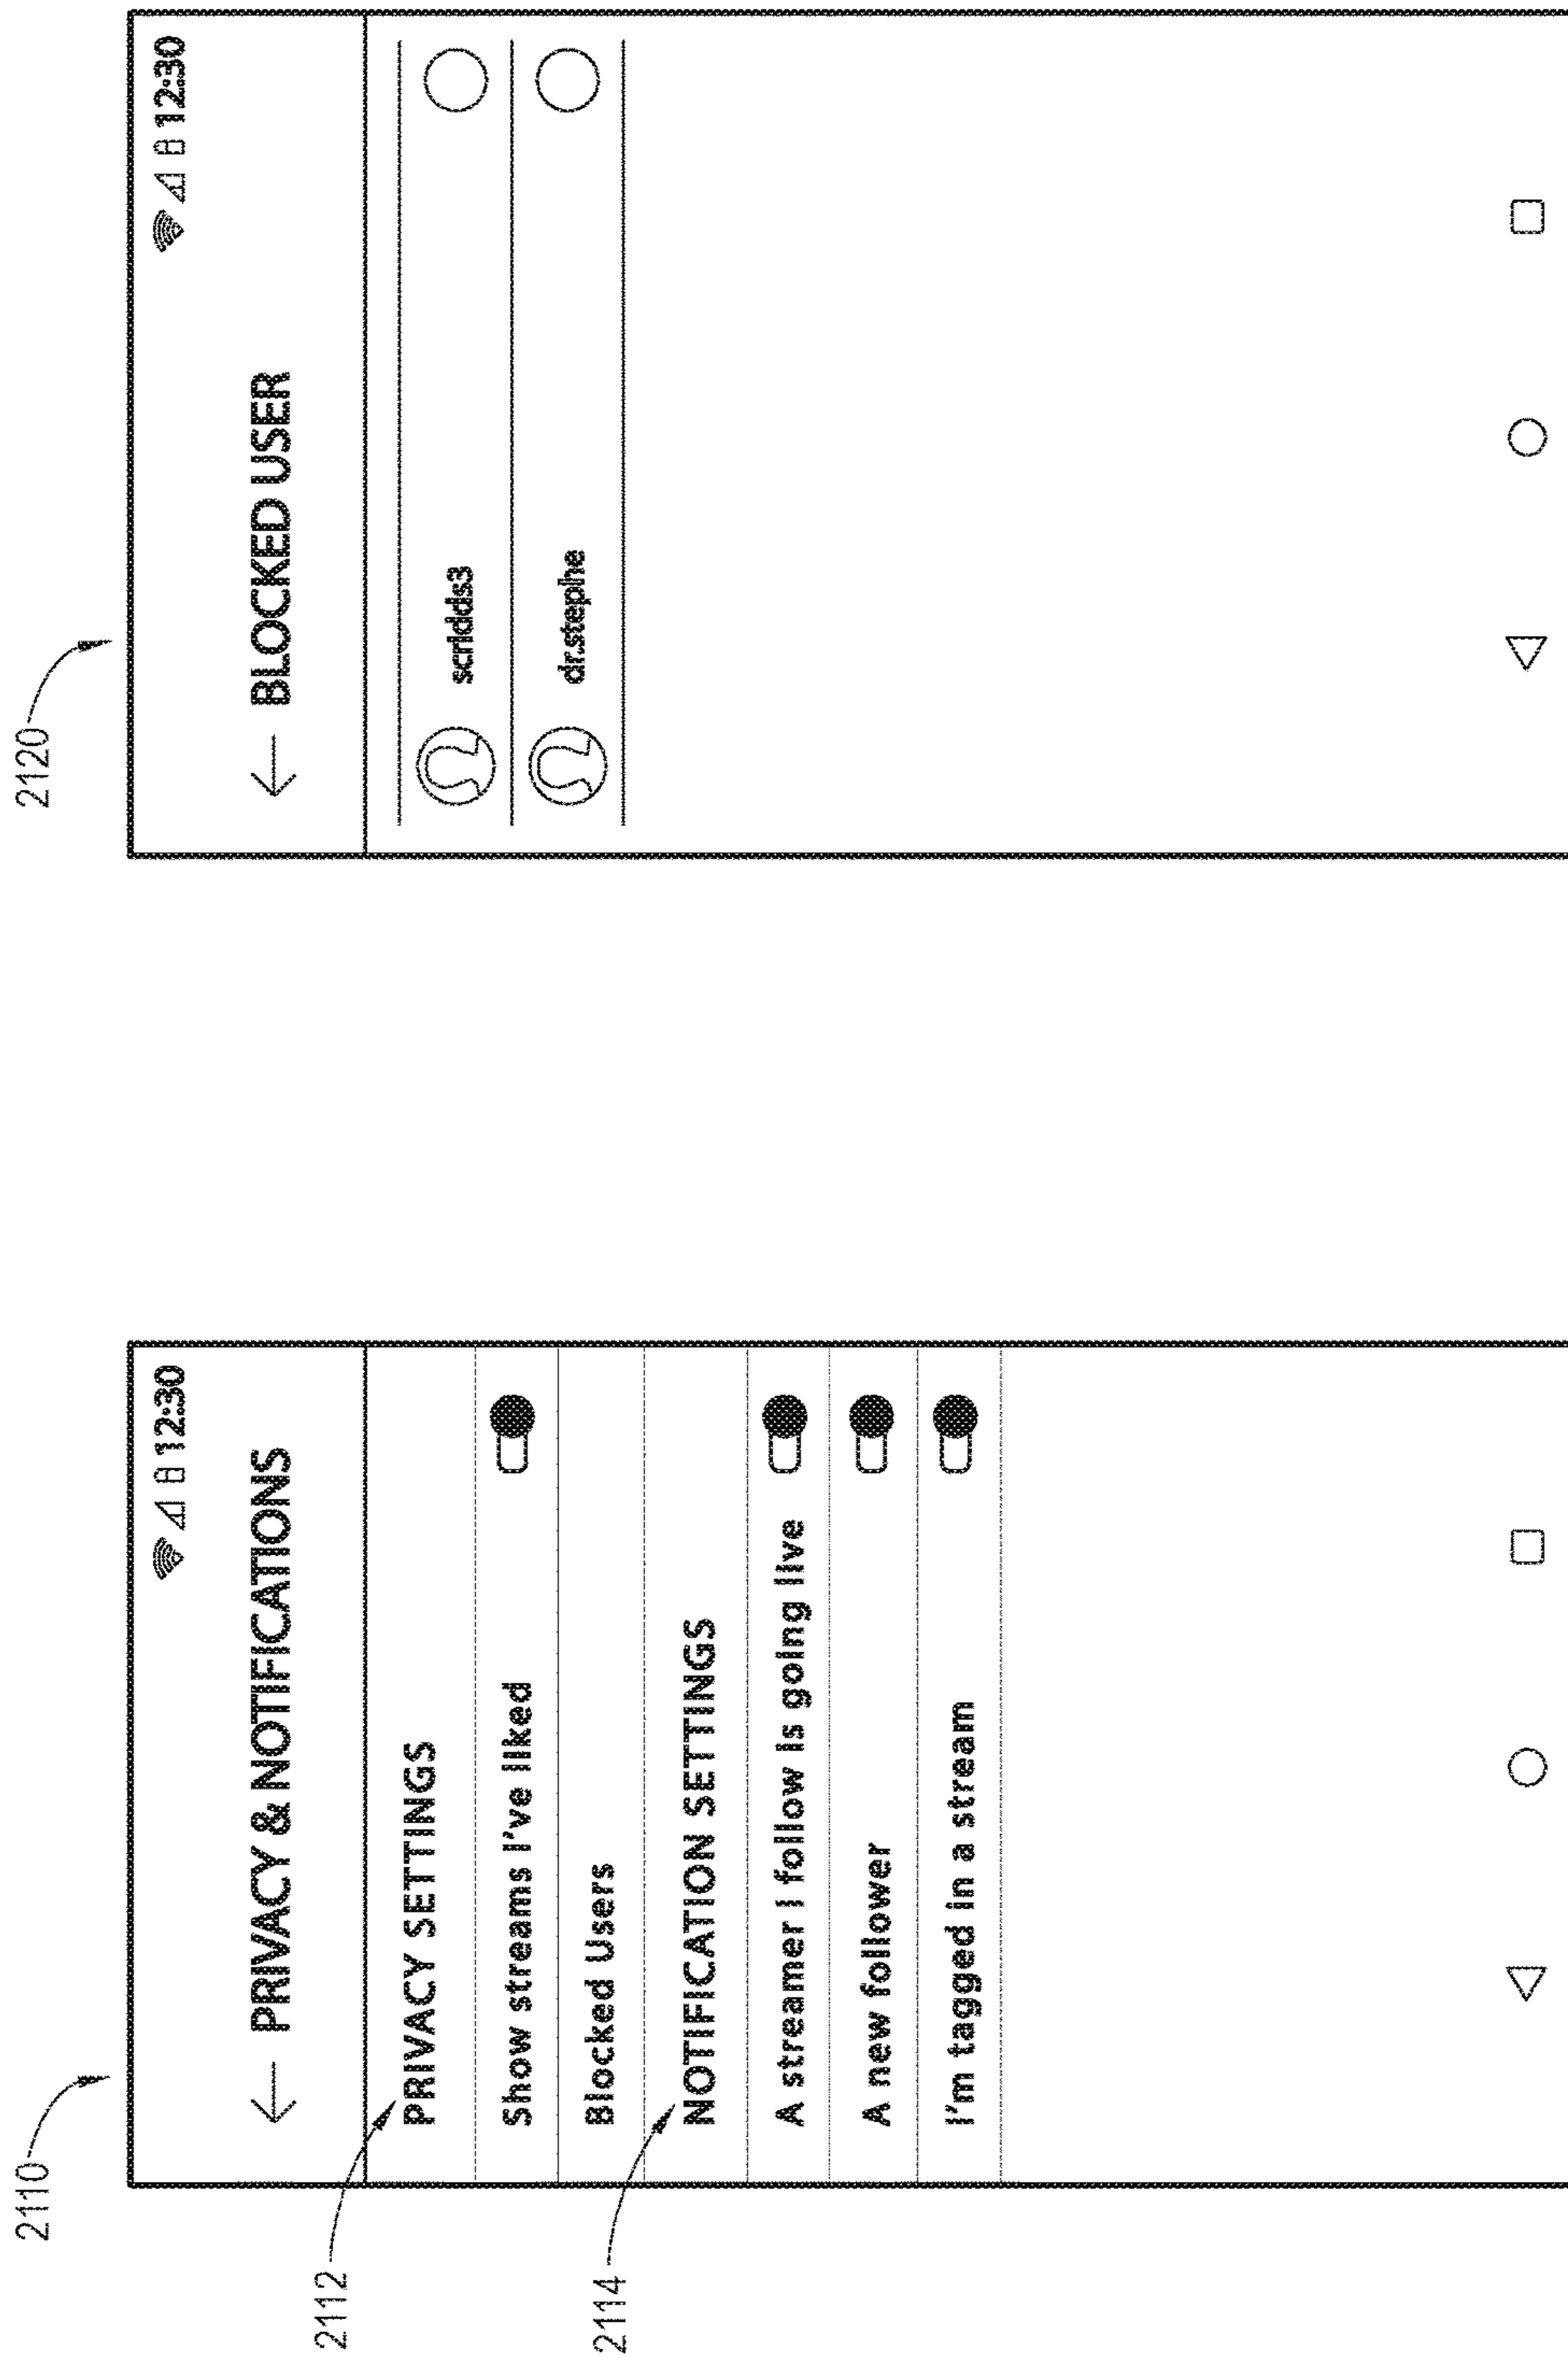 2110
12:30
PRIVACY & NOTIFICATIONS
2112
PRIVACY SETTINGS
Show streams I've liked
Blocked Users
2114
NOTIFICATION SETTINGS
A streamer I follow is going live
A new follower
I'm tagged in a stream
2120
12:30
BLOCKED USER
scridds3
dr.stephe